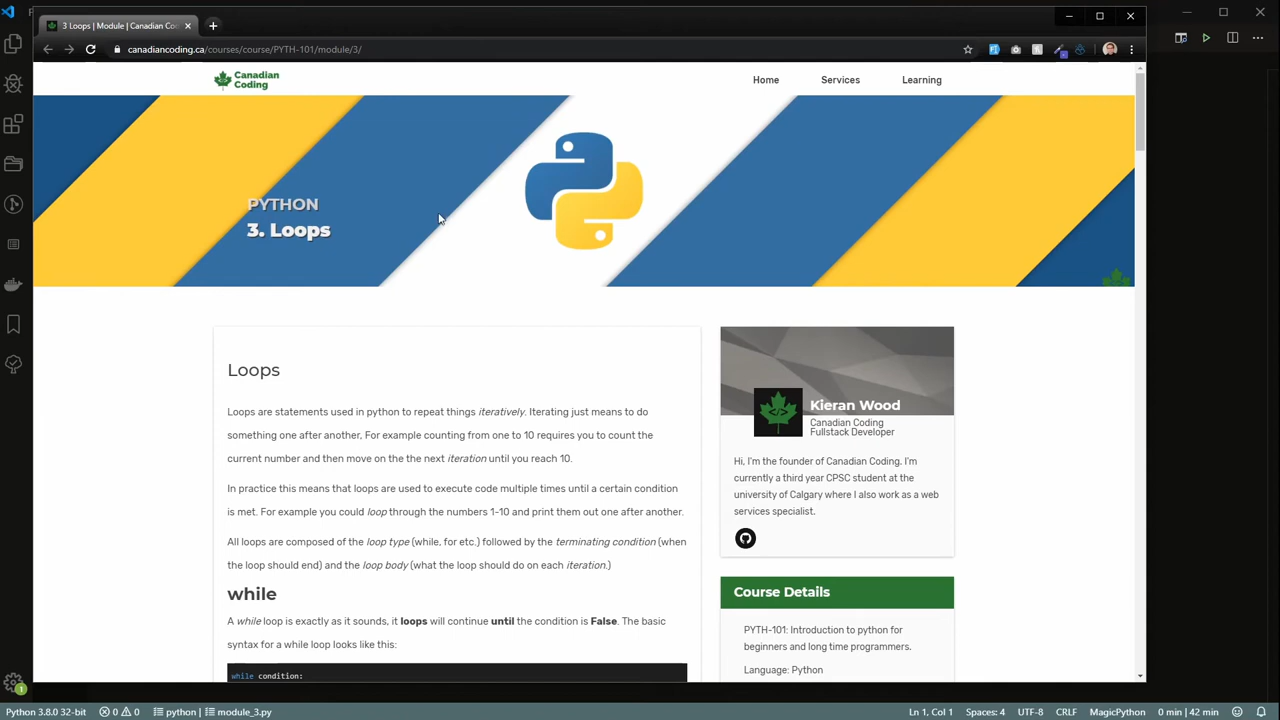 3 Loops | Module | Canadian Co
canadiancoding.ca/courses/course/PYTH-101/module/3/
Canadian
Coding
Home
Services
Learning
PYTHON
3. Loops
Loops
Loops are statements used in python to repeat things iteratively. Iterating just means to do
something one after another, For example counting from one to 10 requires you to count the
current number and then move on the the next iteration until you reach 10.
In practice this means that loops are used to execute code multiple times until a certain condition
is met. For example you could loop through the numbers 1-10 and print them out one after another.
All loops are composed of the loop type (while, for etc.) followed by the terminating condition (when
the loop should end) and the loop body (what the loop should do on each iteration.)
while
A while loop is exactly as it sounds, it loops will continue until the condition is False. The basic
syntax for a while loop looks like this:
while condition:
Kieran Wood
Canadian Coding
Fullstack Developer
Hi, I'm the founder of Canadian Coding. I'm
currently a third year CPSC student at the
university of Calgary where I also work as a web
services specialist.
Course Details
PYTH-101: Introduction to python for
beginners and long time programmers.
Language: Python
1
Python 3.8.0 32-bit
0
0
python | module_3.py
Ln 1, Col 1
Spaces: 4
UTF-8
CRLF
MagicPython
0 min | 42 min